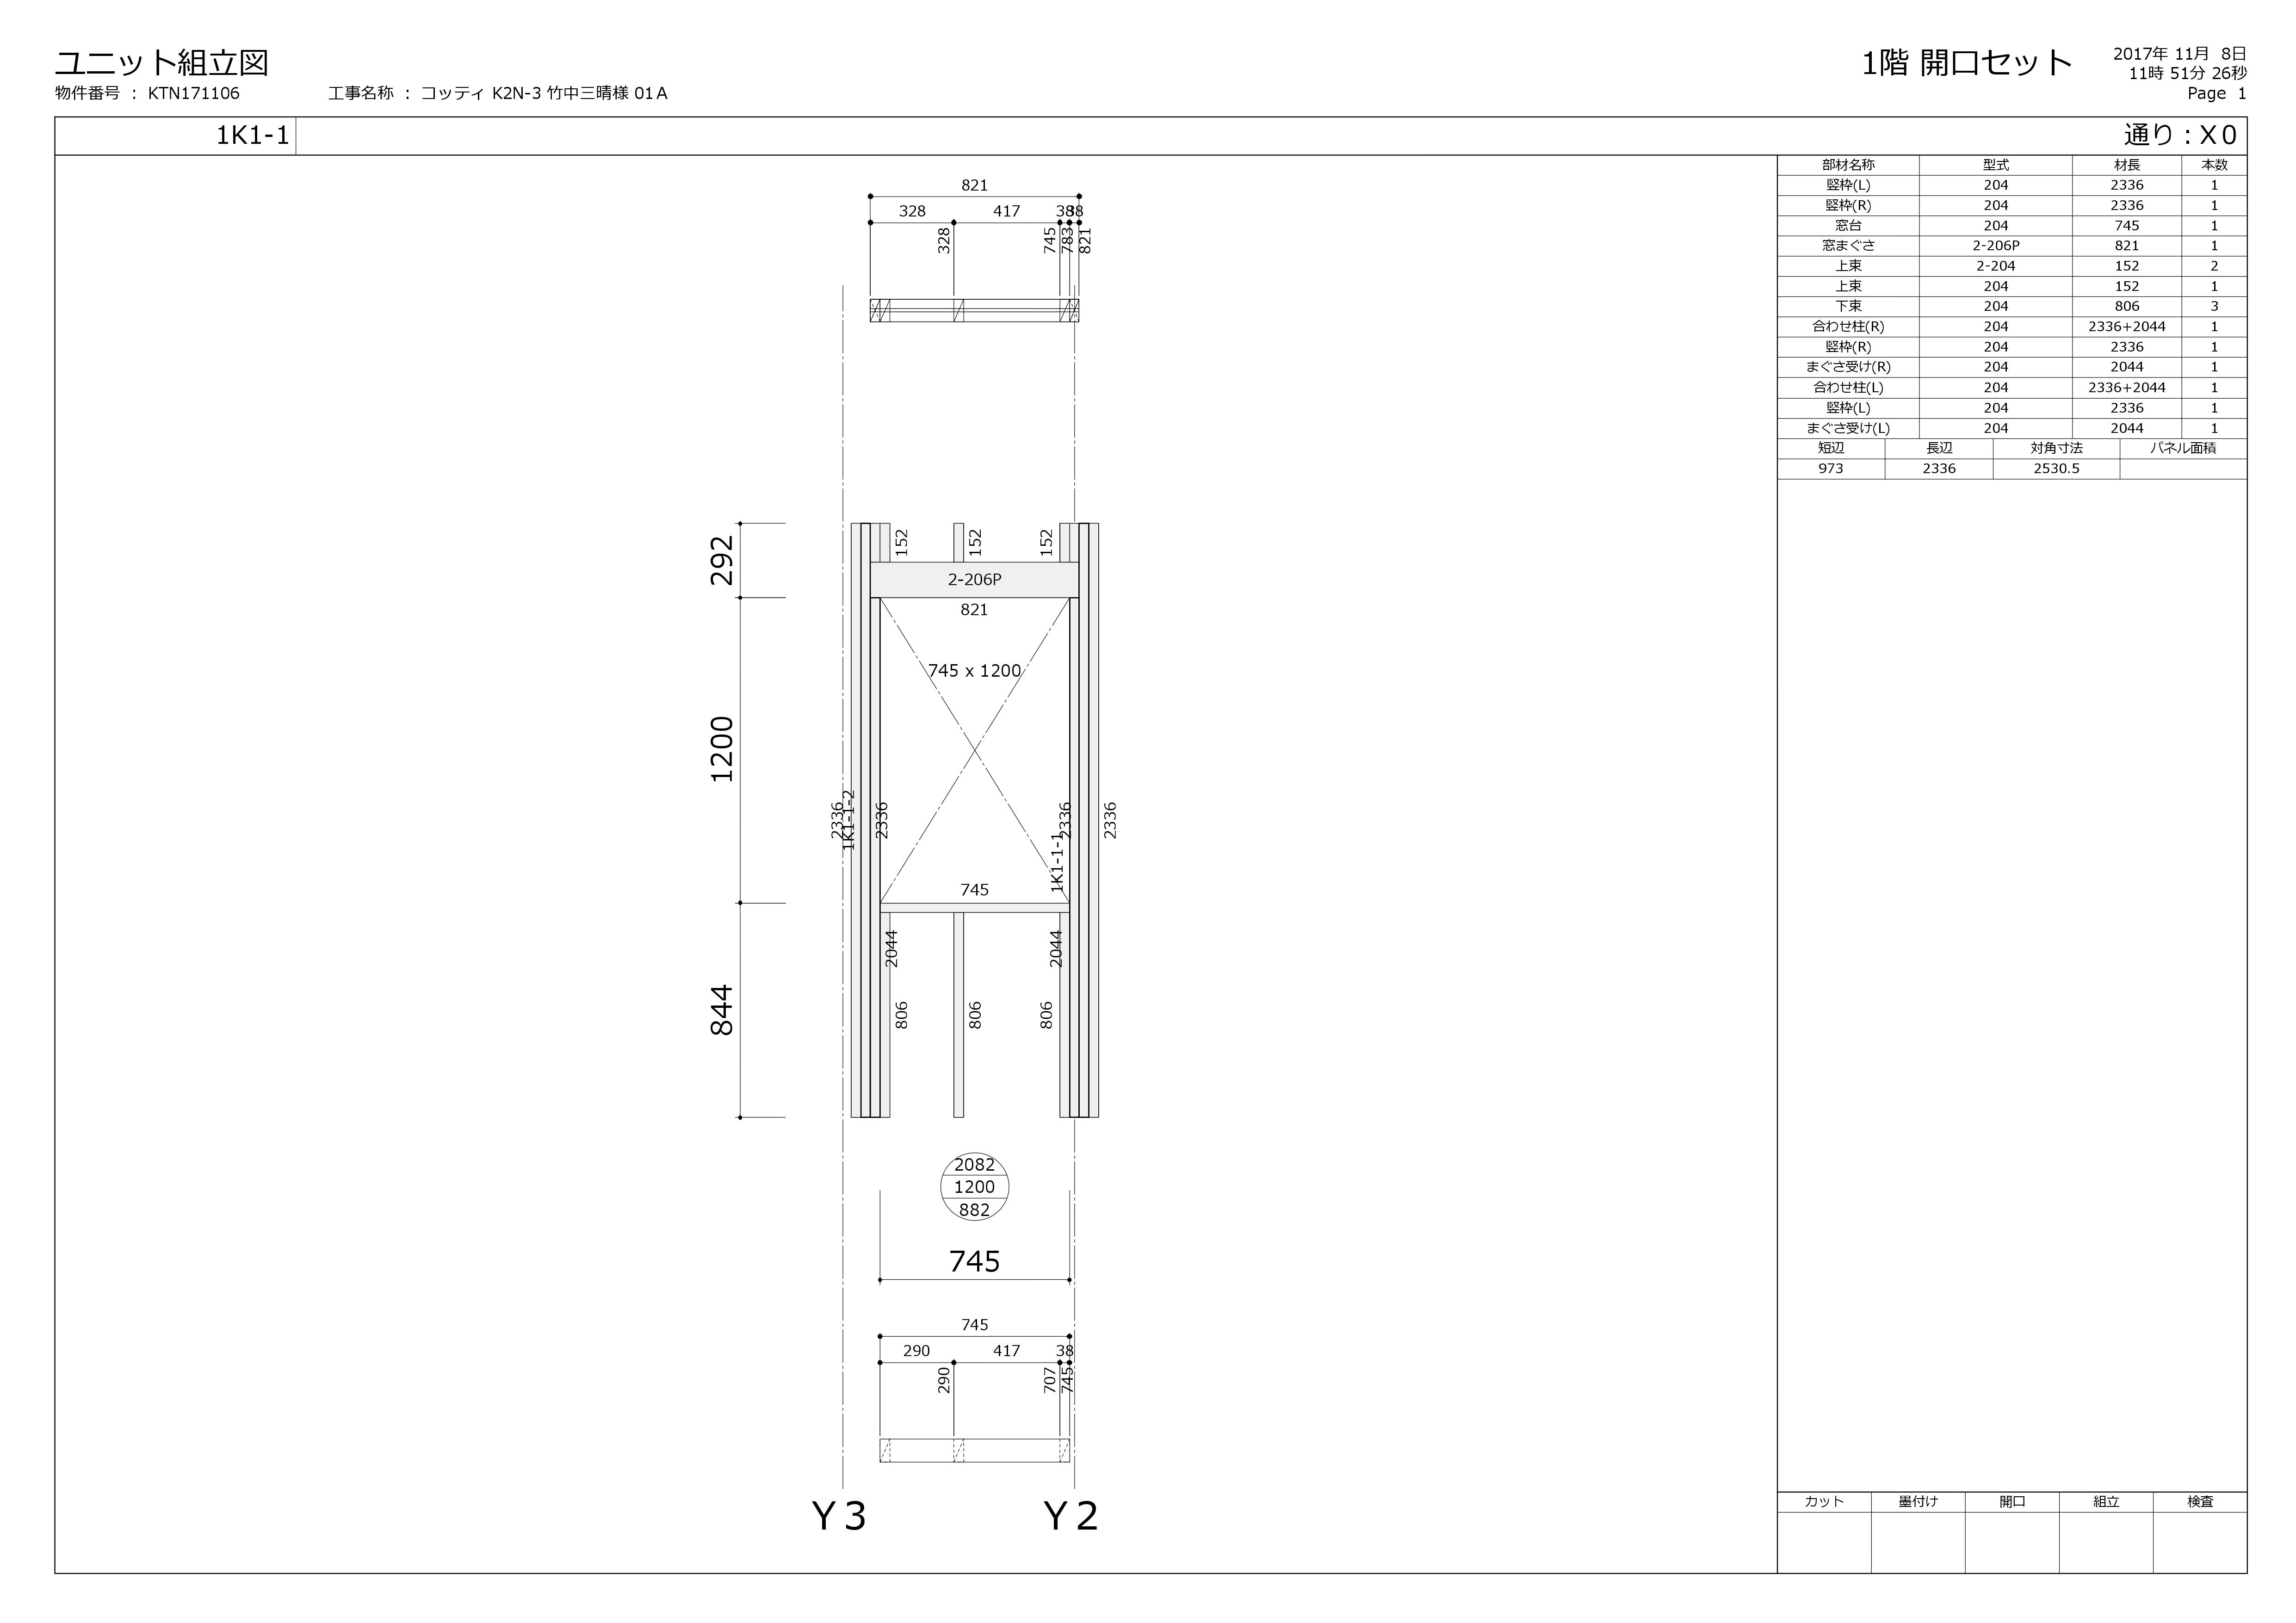 ユニット組立図
1階 開口セット
2017年 11月 8日
11時 51分 26秒
物件番号 : KTN171106
工事名称 : コッティ K2N-3 竹中三晴様 01A
Page 1
1K1-1
通り : X0
部材名称 型式 材長 本数
竖枠(L) 204 2336 1
竖枠(R) 204 2336 1
窓台 204 745 1
窓まぐさ 2-206P 821 1
上束 2-204 152 2
上束 204 152 1
下束 204 806 3
合わせ柱(R) 204 2336+2044 1
竖枠(R) 204 2336 1
まぐさ受け(R) 204 2044 1
合わせ柱(L) 204 2336+2044 1
竖枠(L) 204 2336 1
まぐさ受け(L) 204 2044 1
短辺 長辺 対角寸法 パネル面積
973 2336 2530.5
821
328 417 38 38
328 745 783 821
292
152 152 152
2-206P
821
745 x 1200
1200
2336
1K1-1-2
2336
2336
1K1-1-1
2336
745
2044 2044
844
806 806 806
2082
1200
882
745
745
290 417 38
290 707 745
Y3 Y2
カット 墨付け 開口 組立 検査